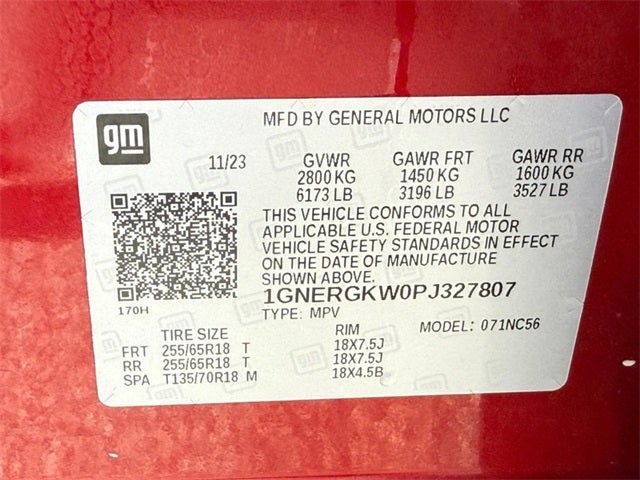 gm
MFD BY GENERAL MOTORS LLC
11/23 GVWR GAWR FRT GAWR RR
2800 KG 1450 KG 1600 KG
6173 LB 3196 LB 3527 LB
THIS VEHICLE CONFORMS TO ALL
APPLICABLE U.S. FEDERAL MOTOR
VEHICLE SAFETY STANDARDS IN EFFECT
ON THE DATE OF MANUFACTURE
SHOWN ABOVE.
170H
1GNERGKW0PJ327807
TYPE: MPV MODEL: 071NC56
TIRE SIZE RIM
FRT 255/65R18 T 18X7.5J
RR 255/65R18 T 18X7.5J
SPA T135/70R18 M 18X4.5B